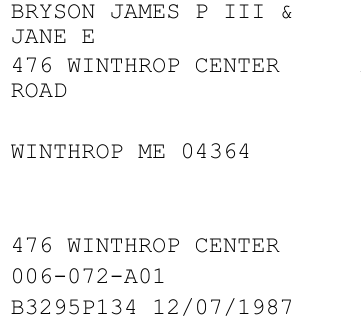 BRYSON JAMES P III &
JANE E
476 WINTHROP CENTER
ROAD
WINTHROP ME 04364
476 WINTHROP CENTER
006-072-A01
B3295P134 12/07/1987